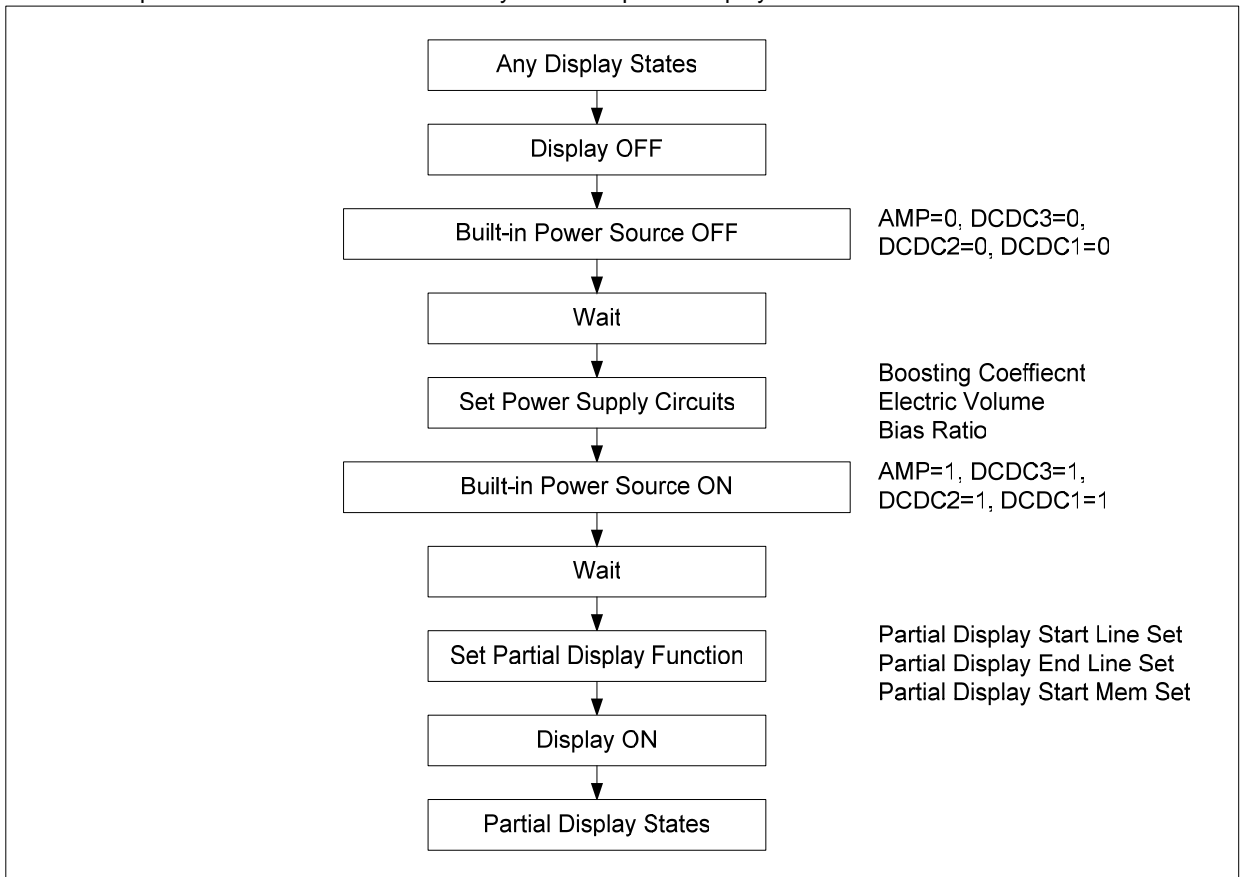 Any Display States
Display OFF
Built-in Power Source OFF
AMP=0, DCDC3=0,
DCDC2=0, DCDC1=0
Wait
Set Power Supply Circuits
Boosting Coeffiecnt
Electric Volume
Bias Ratio
Built-in Power Source ON
AMP=1, DCDC3=1,
DCDC2=1, DCDC1=1
Wait
Set Partial Display Function
Partial Display Start Line Set
Partial Display End Line Set
Partial Display Start Mem Set
Display ON
Partial Display States